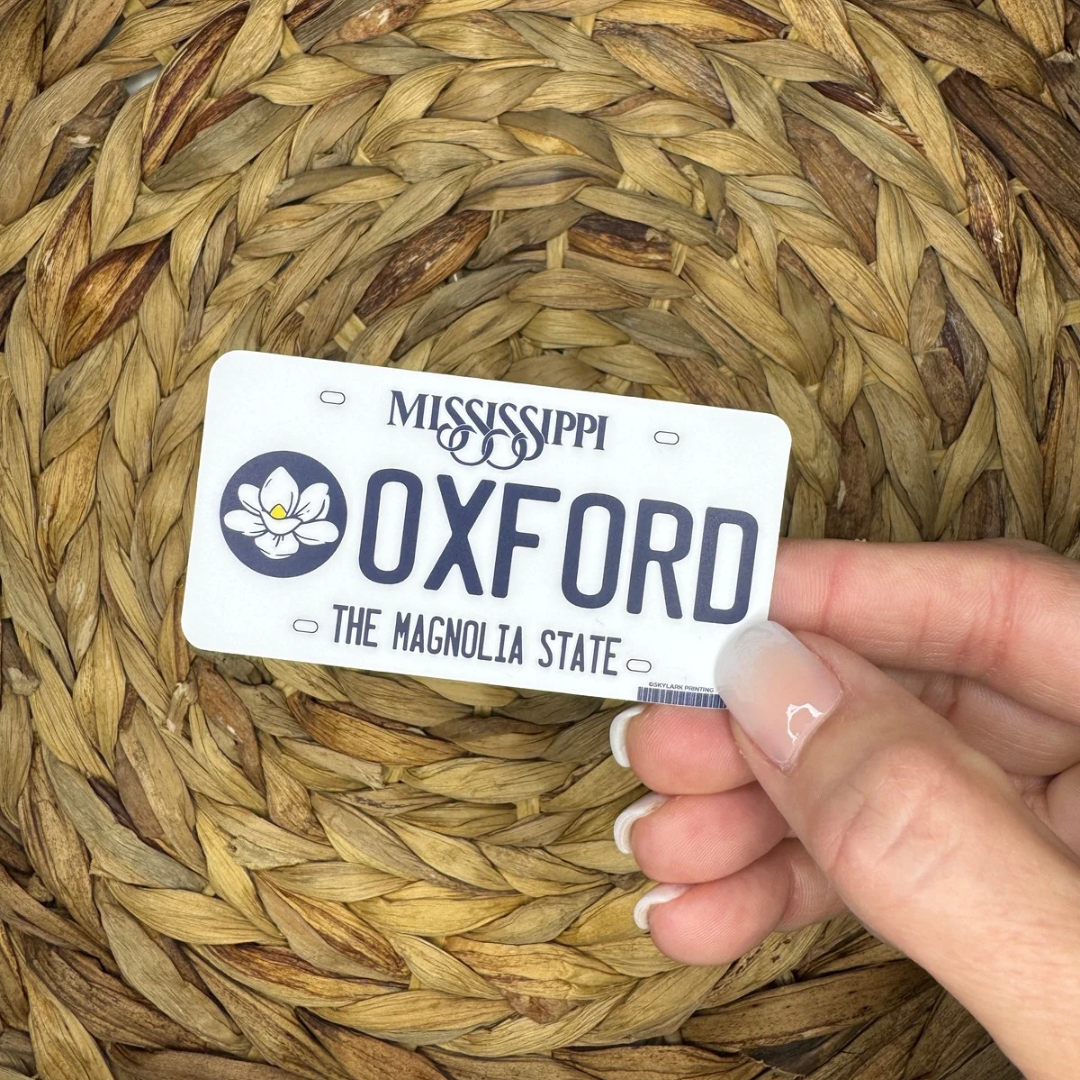 MISSISSIPPI
OXFORD
THE MAGNOLIA STATE
©SKYLARK PRINTING